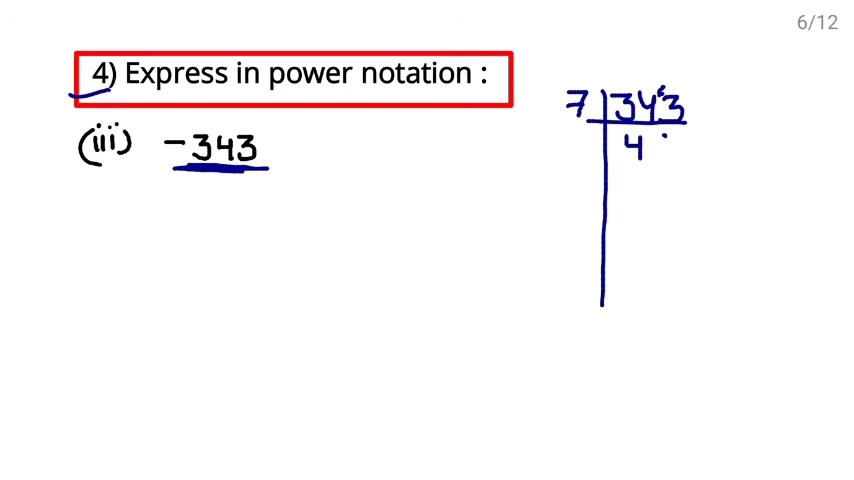 6/12
4) Express in power notation :
(iii) -343
7 | 343
4